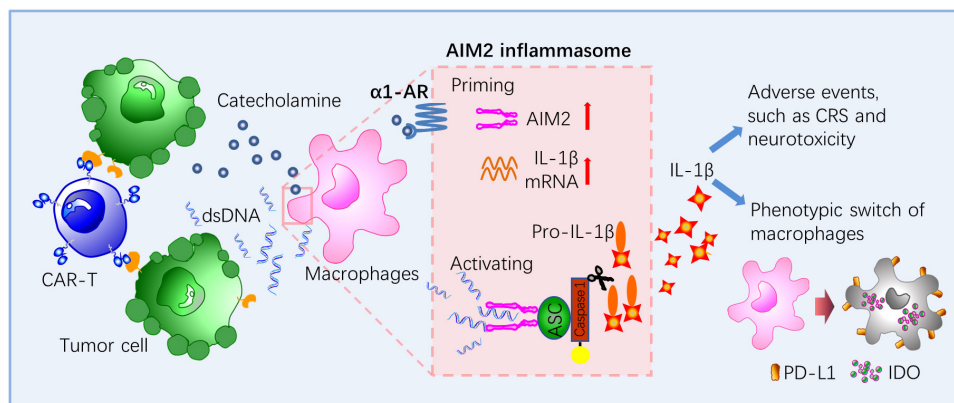 AIM2 inflammasome
α1-AR
Priming
Catecholamine
AIM2
IL-1β
mRNA
Adverse events,
such as CRS and
neurotoxicity
IL-1β
dsDNA
Macrophages
Pro-IL-1β
Phenotypic switch of
macrophages
CAR-T
Activating
ASC
Caspase1
Tumor cell
PD-L1
IDO